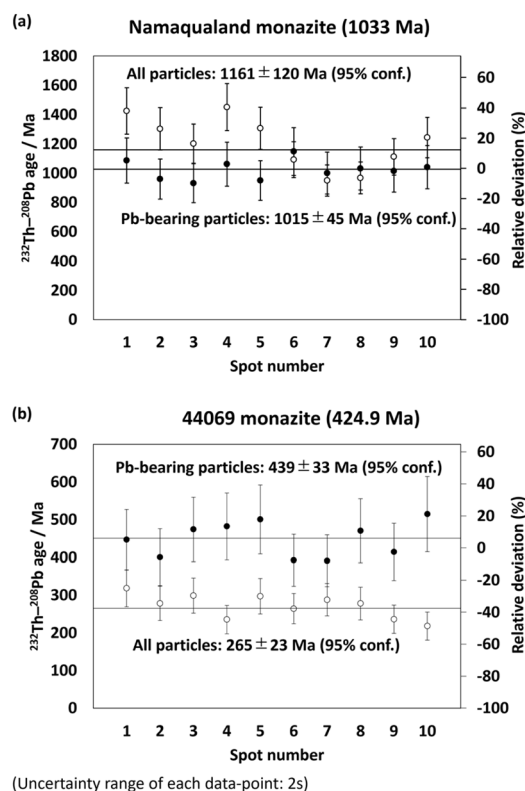 (a)
Namaqualand monazite (1033 Ma)
1800
1600
1400
1200
1000
800
600
400
200
0
²³²Th–²⁰⁸Pb age / Ma
All particles: 1161 ± 120 Ma (95% conf.)
Pb-bearing particles: 1015 ± 45 Ma (95% conf.)
60
40
20
0
-20
-40
-60
-80
-100
Relative deviation (%)
1 2 3 4 5 6 7 8 9 10
Spot number
(b)
44069 monazite (424.9 Ma)
700
600
500
400
300
200
100
0
²³²Th–²⁰⁸Pb age / Ma
Pb-bearing particles: 439 ± 33 Ma (95% conf.)
All particles: 265 ± 23 Ma (95% conf.)
60
40
20
0
-20
-40
-60
-80
-100
Relative deviation (%)
1 2 3 4 5 6 7 8 9 10
Spot number
(Uncertainty range of each data-point: 2s)